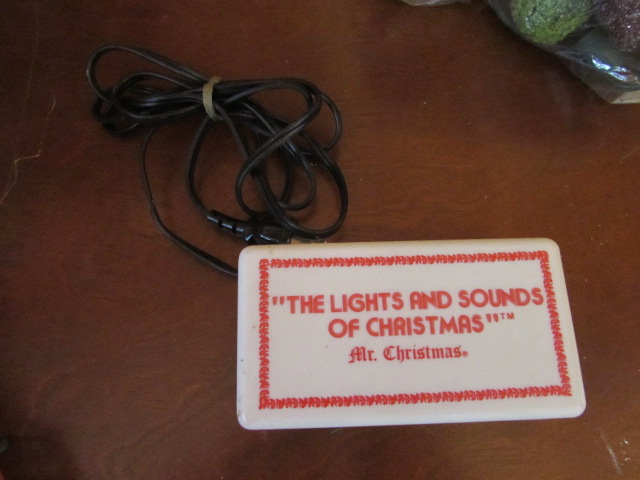 "THE LIGHTS AND SOUNDS
OF CHRISTMAS"™
Mr. Christmas®